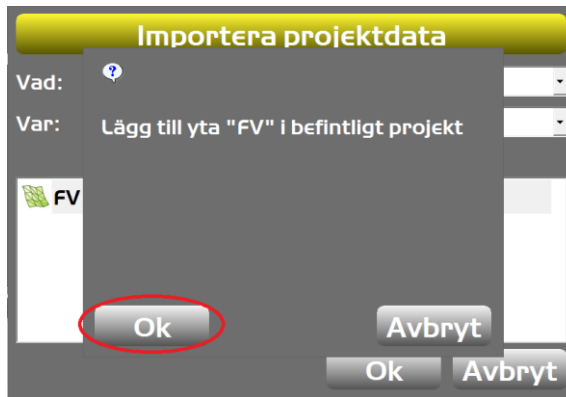 Importera projektdata
Vad:
Var:
Lägg till yta "FV" i befintligt projekt
FV
Ok Avbryt
Ok Avbryt